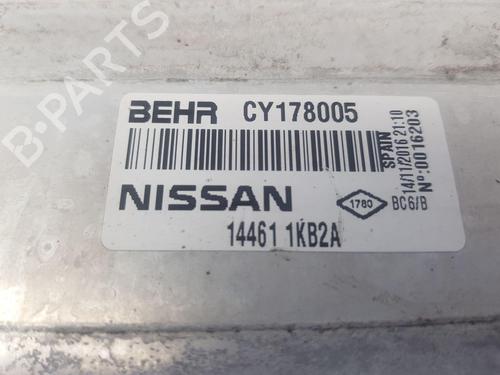 BEHR CY178005
NISSAN
14461 1KB2A
1780
SPAIN
14/11/2016 21:10
Nº:0016203
BC6/B
B-PARTS